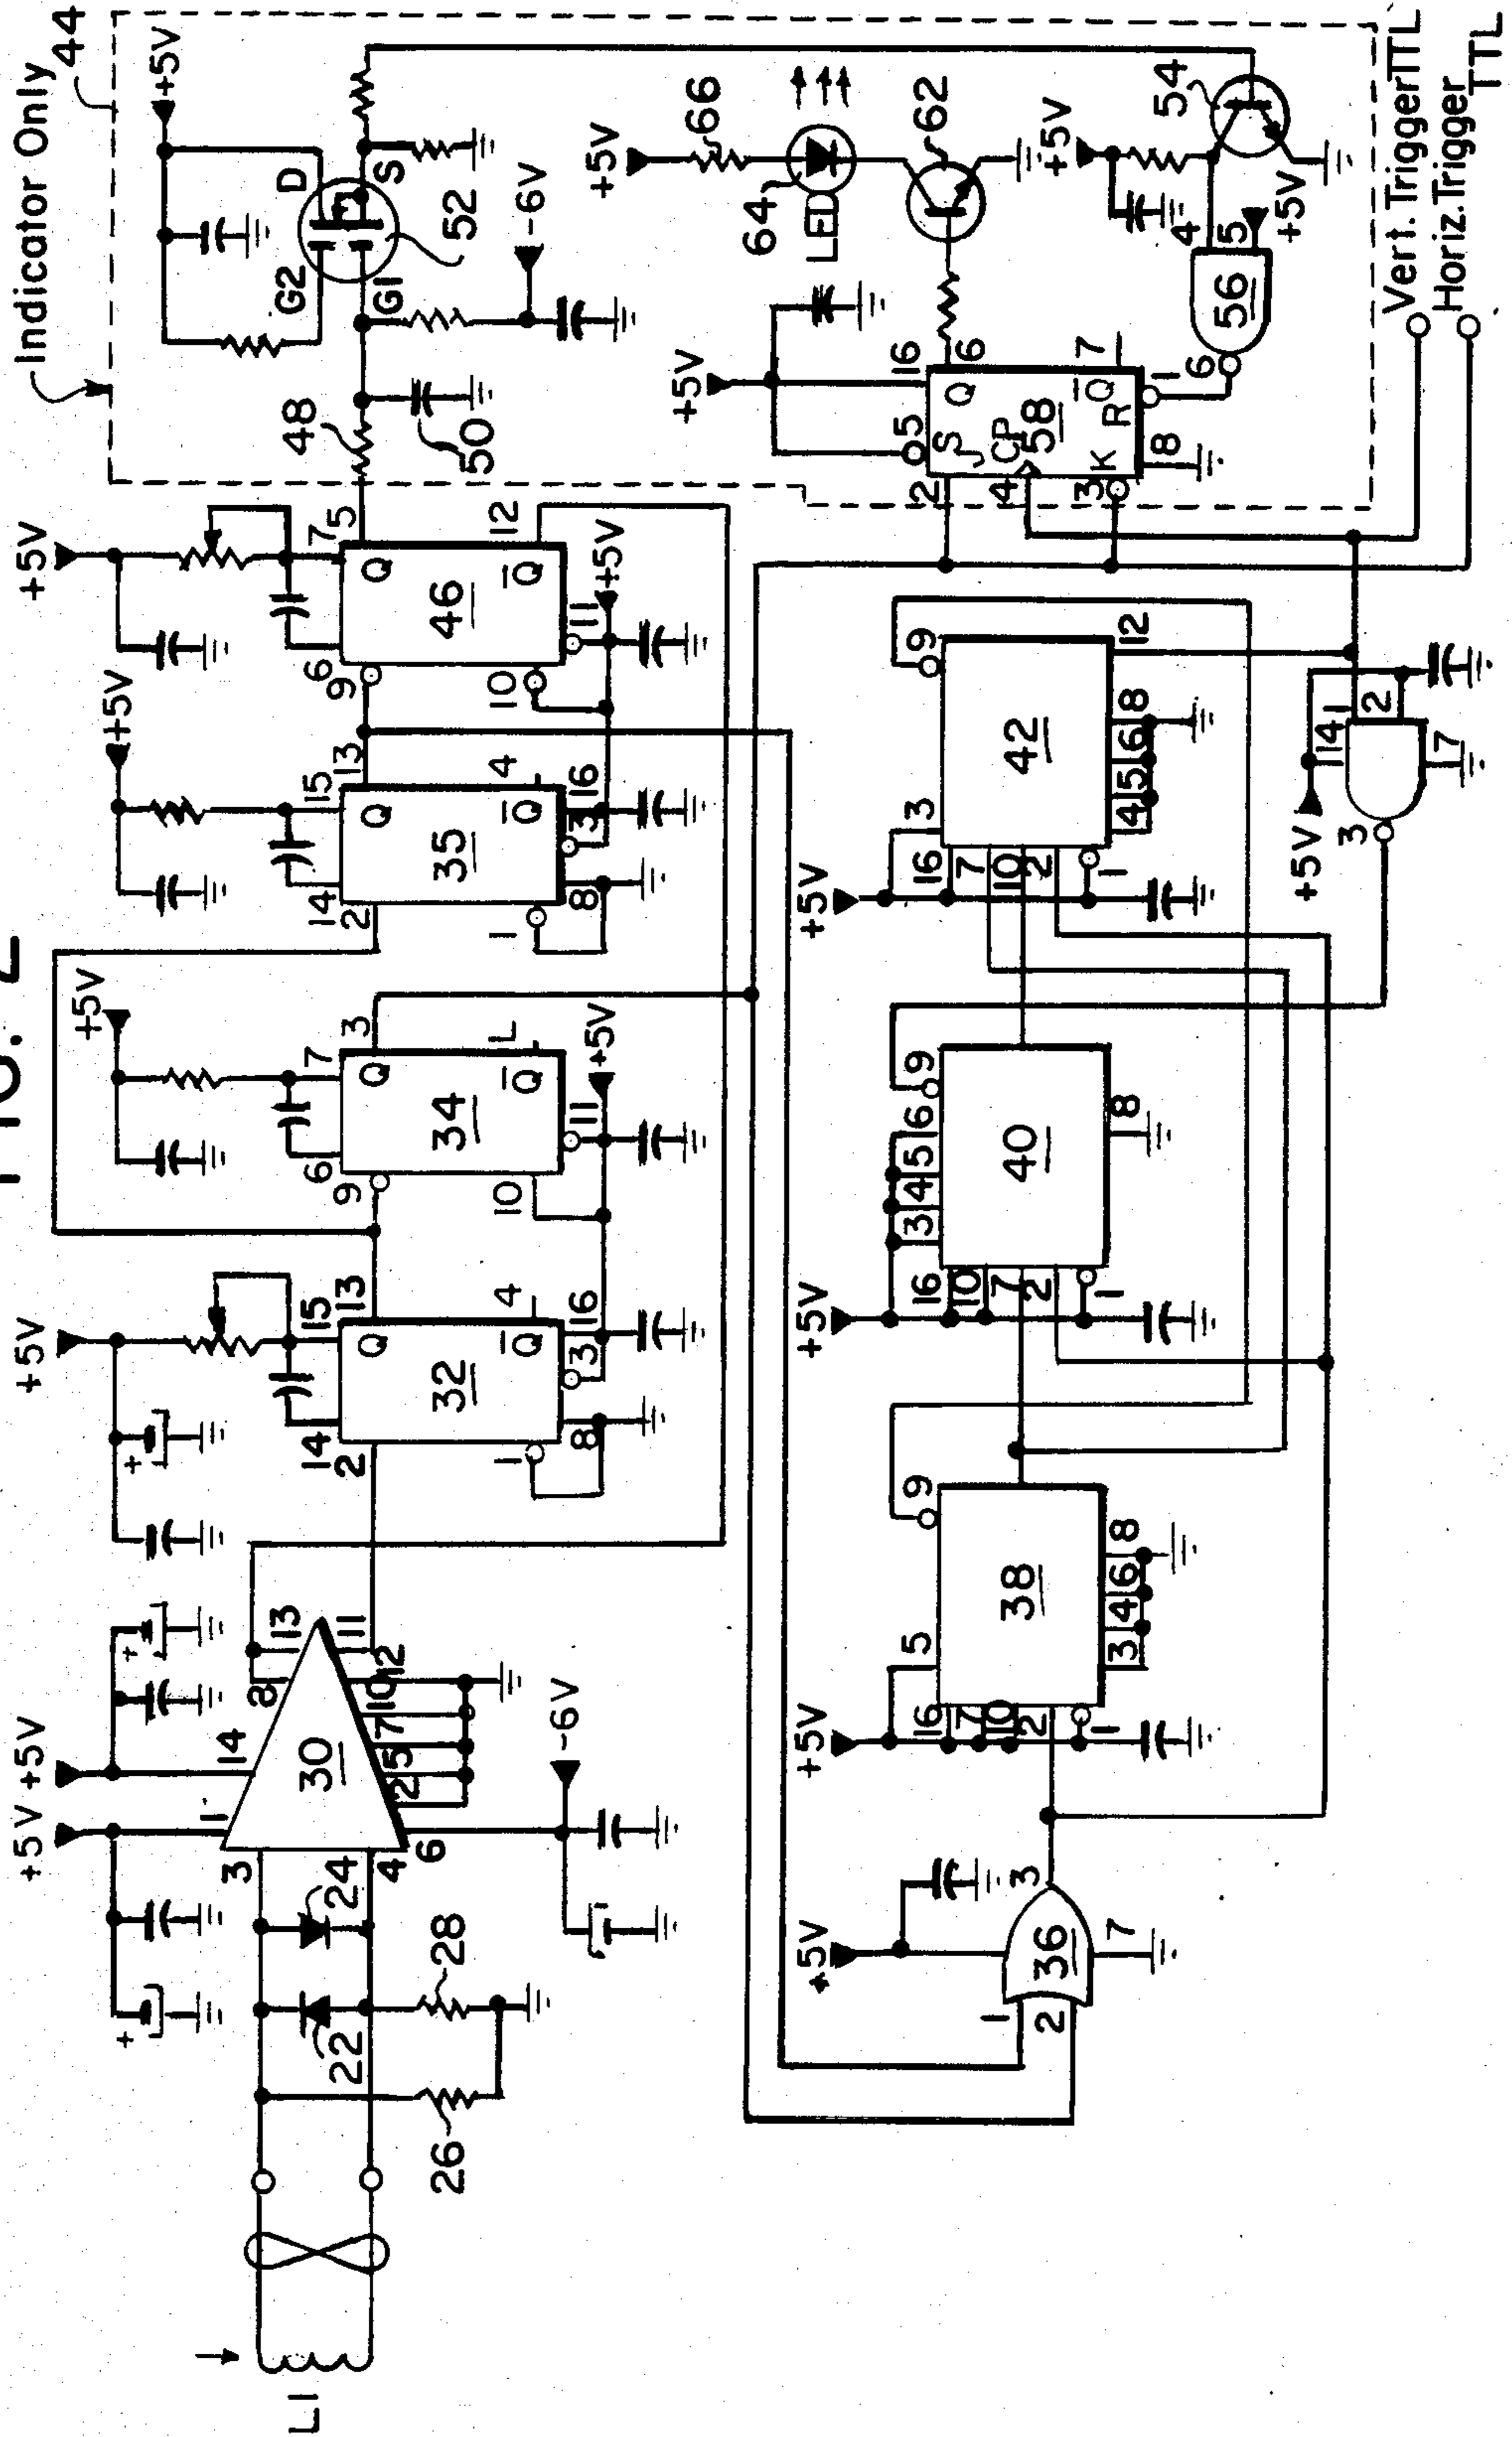 L1
22
24
26
28
+5V
+5V
3
4
1
14
30
8
13
11
12
10
7
5
2
6
-6V
+5V
14
15
2
13
Q
32
Q̅
4
1
8
3
16
+5V
6
7
9
3
Q
34
Q̅
10
11
+5V
+5V
14
15
2
13
Q
35
Q̅
4
1
8
3
16
+5V
6
7
9
5
Q
46
Q̅
12
10
11
+5V
Indicator Only
44
48
50
G2
G1
D
S
52
+5V
-6V
+5V
66
64
LED
62
+5V
5
16
2
S
J
Q
6
4
CP
58
Q̅
7
3
K
R
1
8
6
56
4
5
+5V
54
+5V
Vert. Trigger TTL
Horiz. Trigger TTL
+5V
1
2
36
3
7
+5V
5
9
16
7
10
2
1
38
3
4
6
8
+5V
3
4
5
6
9
16
10
7
2
1
40
8
+5V
3
9
16
7
10
2
1
42
4
5
6
8
12
+5V
14
1
2
3
7